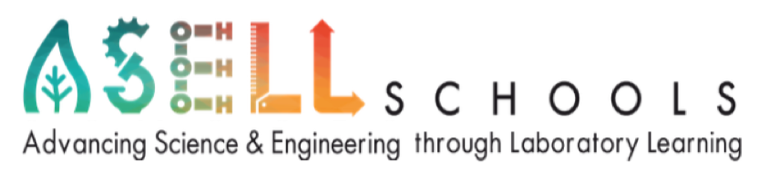 ASELL SCHOOLS
Advancing Science & Engineering through Laboratory Learning